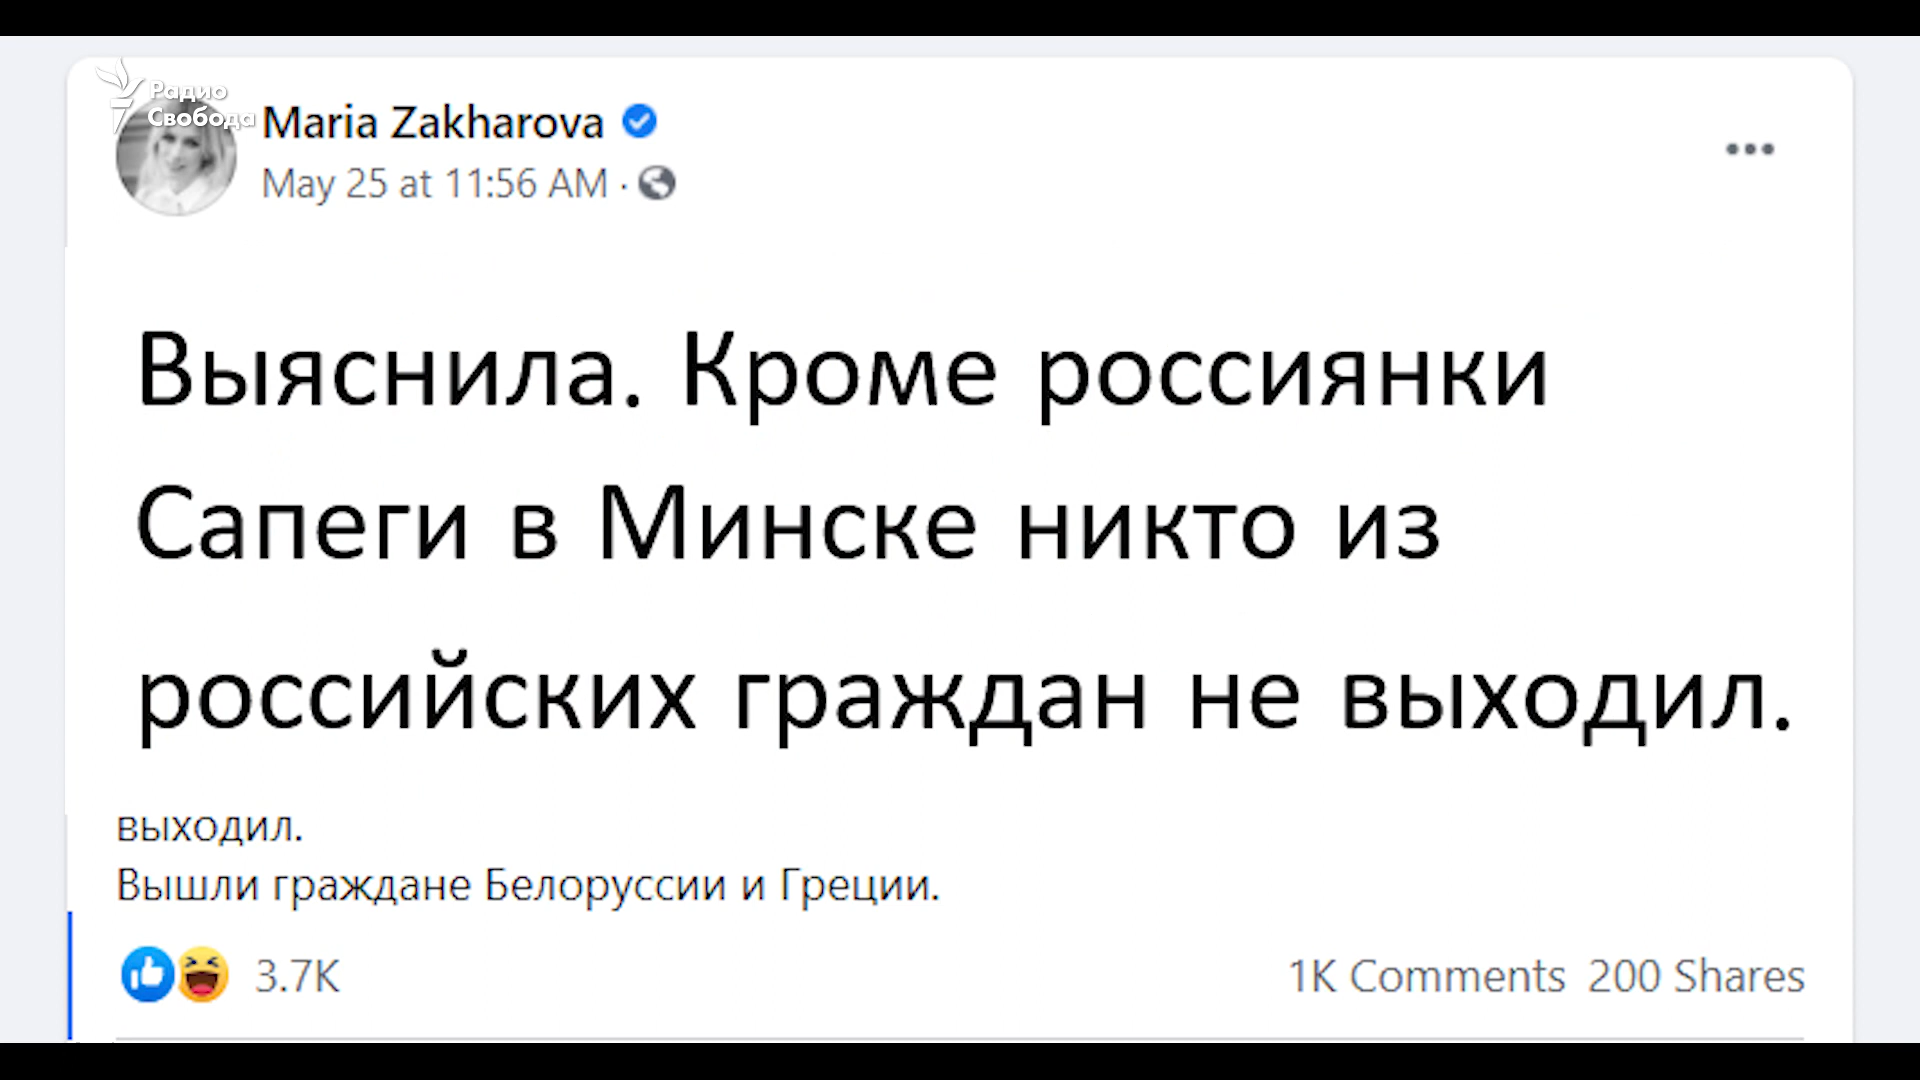 Радио
Свобода
Maria Zakharova
May 25 at 11:56 AM ·
Выяснила. Кроме россиянки
Сапеги в Минске никто из
российских граждан не выходил.
выходил.
Вышли граждане Белоруссии и Греции.
3.7K
1K Comments 200 Shares